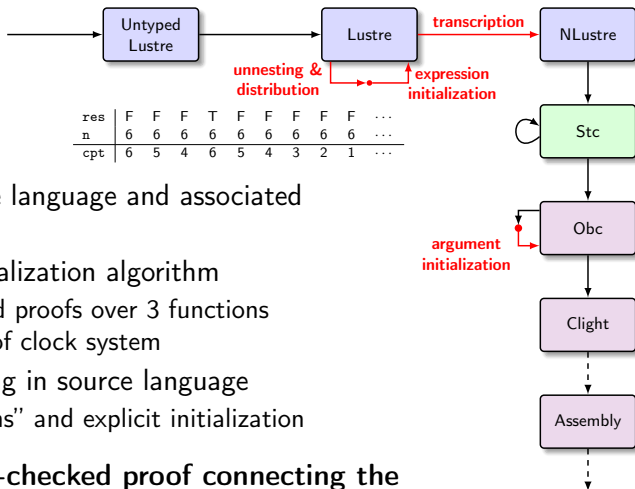 Untyped
Lustre
Lustre
transcription
NLustre
unnesting &
distribution
expression
initialization
res F F F T F F F F F ···
n 6 6 6 6 6 6 6 6 6 ···
cpt 6 5 4 6 5 4 3 2 1 ···
Stc
e language and associated
Obc
argument
initialization
alization algorithm
d proofs over 3 functions
of clock system
Clight
g in source language
ns” and explicit initialization
Assembly
-checked proof connecting the